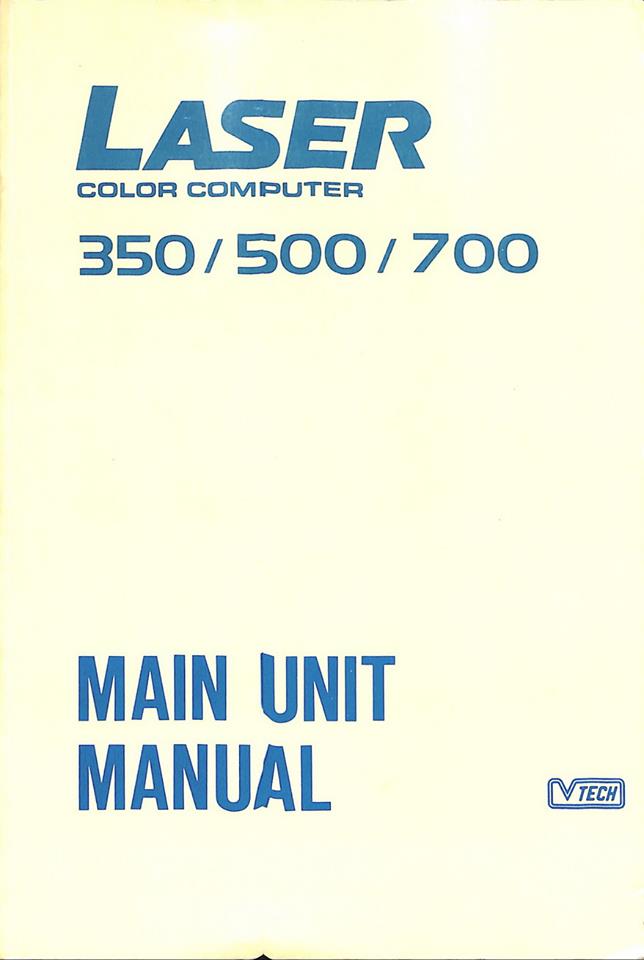 LASER
COLOR COMPUTER
350/500/700
MAIN UNIT
MANUAL
VTECH